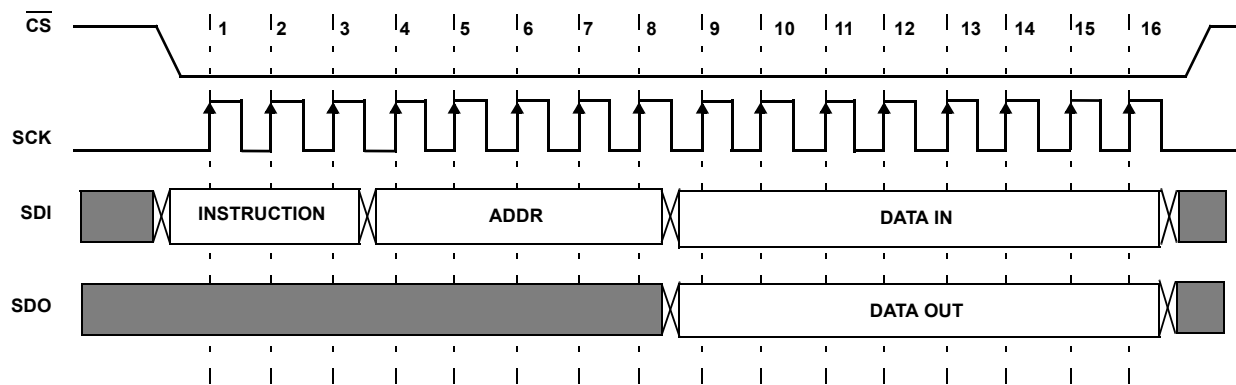 CS 1 2 3 4 5 6 7 8 9 10 11 12 13 14 15 16
SCK
SDI INSTRUCTION ADDR DATA IN
SDO DATA OUT